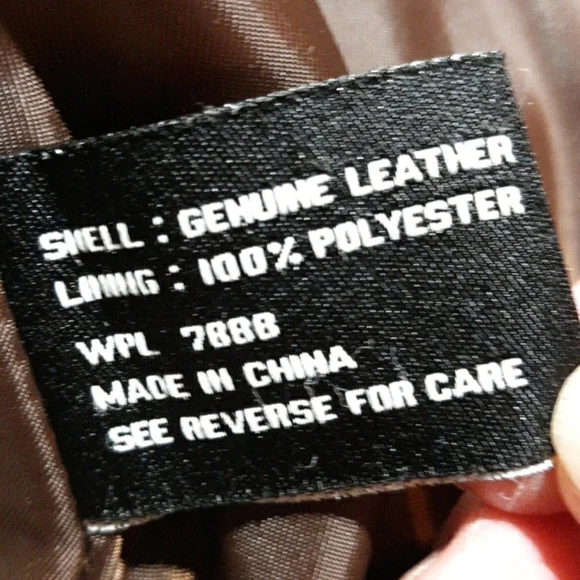 SHELL : GENUINE LEATHER
LINING : 100% POLYESTER
WPL 7888
MADE IN CHINA
SEE REVERSE FOR CARE